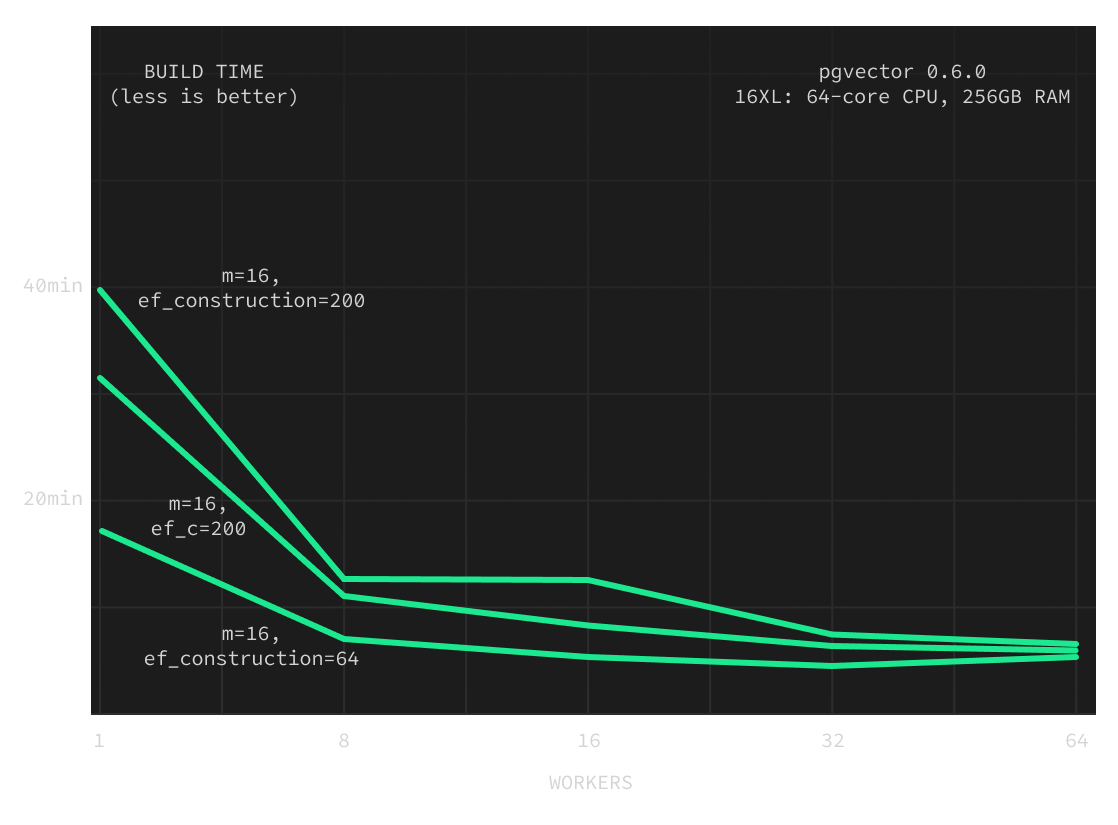 BUILD TIME
(less is better)
pgvector 0.6.0
16XL: 64-core CPU, 256GB RAM
m=16,
ef_construction=200
40min
20min
m=16,
ef_c=200
m=16,
ef_construction=64
1
8
16
32
64
WORKERS